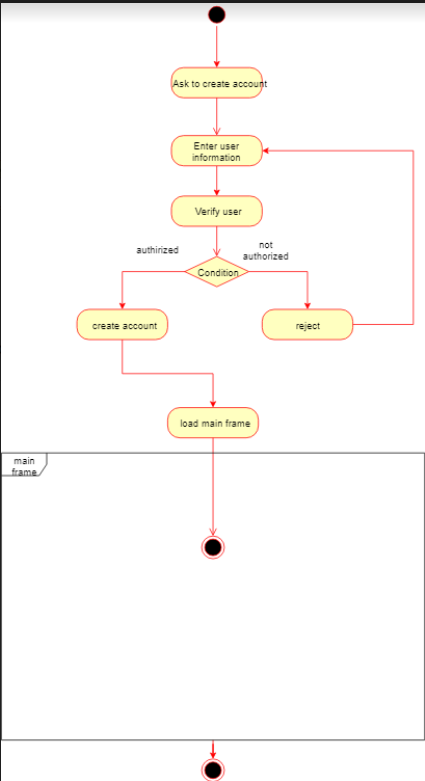 Ask to create account
Enter user
information
Verify user
authirized
not
authorized
Condition
create account
reject
load main frame
main
frame